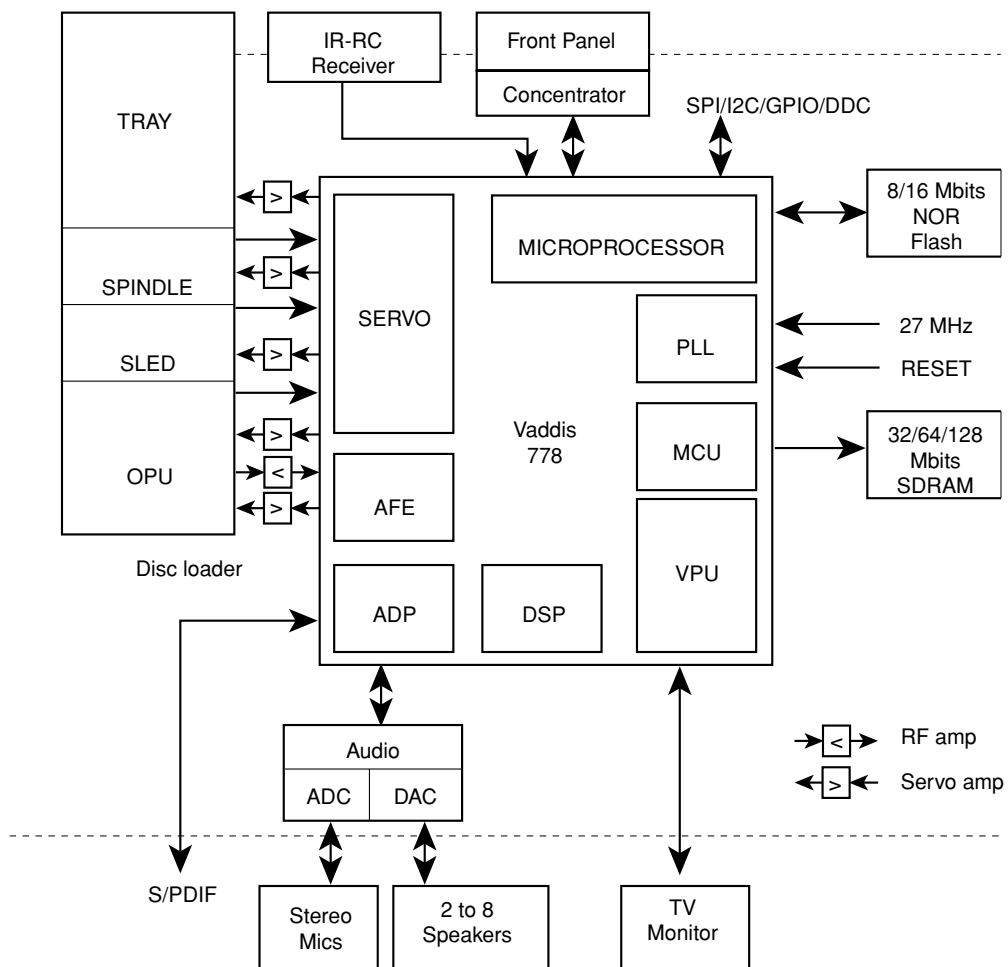 IR-RC
Receiver
Front Panel
Concentrator
SPI/I2C/GPIO/DDC
TRAY
SPINDLE
SLED
OPU
Disc loader
>
>
>
>
<
>
SERVO
AFE
ADP
DSP
MICROPROCESSOR
PLL
MCU
VPU
Vaddis
778
8/16 Mbits
NOR
Flash
27 MHz
RESET
32/64/128
Mbits
SDRAM
Audio
ADC
DAC
< RF amp
> Servo amp
S/PDIF
Stereo
Mics
2 to 8
Speakers
TV
Monitor